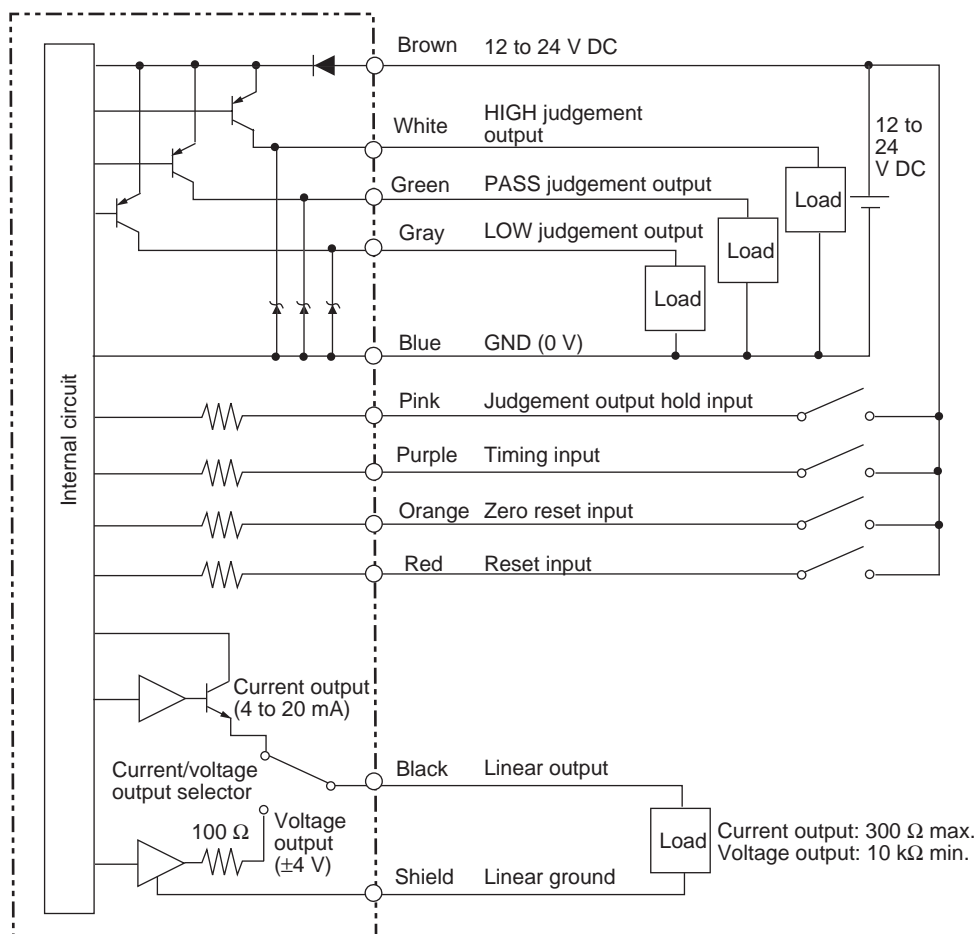 Brown 12 to 24 V DC
White HIGH judgement
output
12 to
24
V DC
Green PASS judgement output
Load
Gray LOW judgement output
Load
Load
Blue GND (0 V)
Internal circuit
Pink Judgement output hold input
Purple Timing input
Orange Zero reset input
Red Reset input
Current output
(4 to 20 mA)
Current/voltage
output selector
Black Linear output
100 Ω
Voltage
output
(±4 V)
Load
Current output: 300 Ω max.
Voltage output: 10 kΩ min.
Shield Linear ground